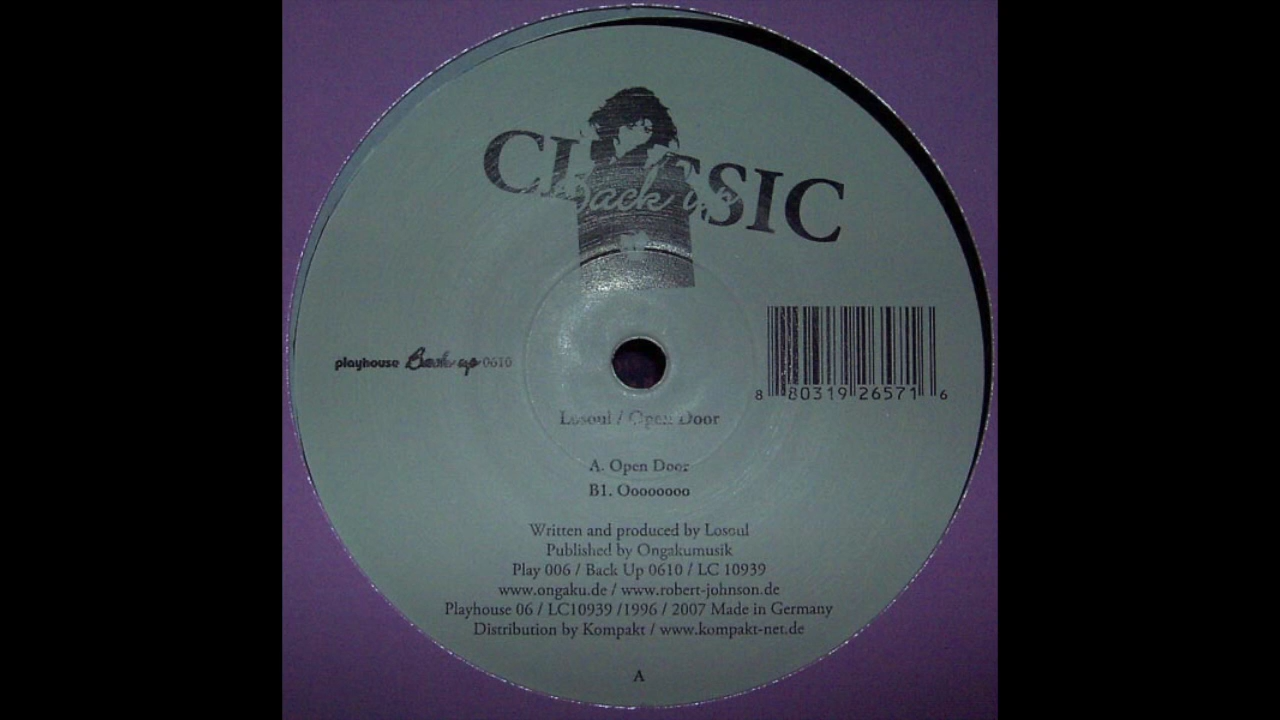 CLASSIC
Back up
playhouse Back up 0610
8 80319 26571 6
Losoul / Open Door
A. Open Door
B1. Oooooooo
Written and produced by Losoul
Published by Ongakumusik
Play 006 / Back Up 0610 / LC 10939
www.ongaku.de / www.robert-johnson.de
Playhouse 06 / LC10939 /1996 / 2007 Made in Germany
Distribution by Kompakt / www.kompakt-net.de
A